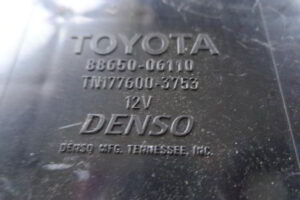 TOYOTA
88650-06110
TN177600-3753
12V
DENSO
DENSO MFG. TENNESSEE, INC.